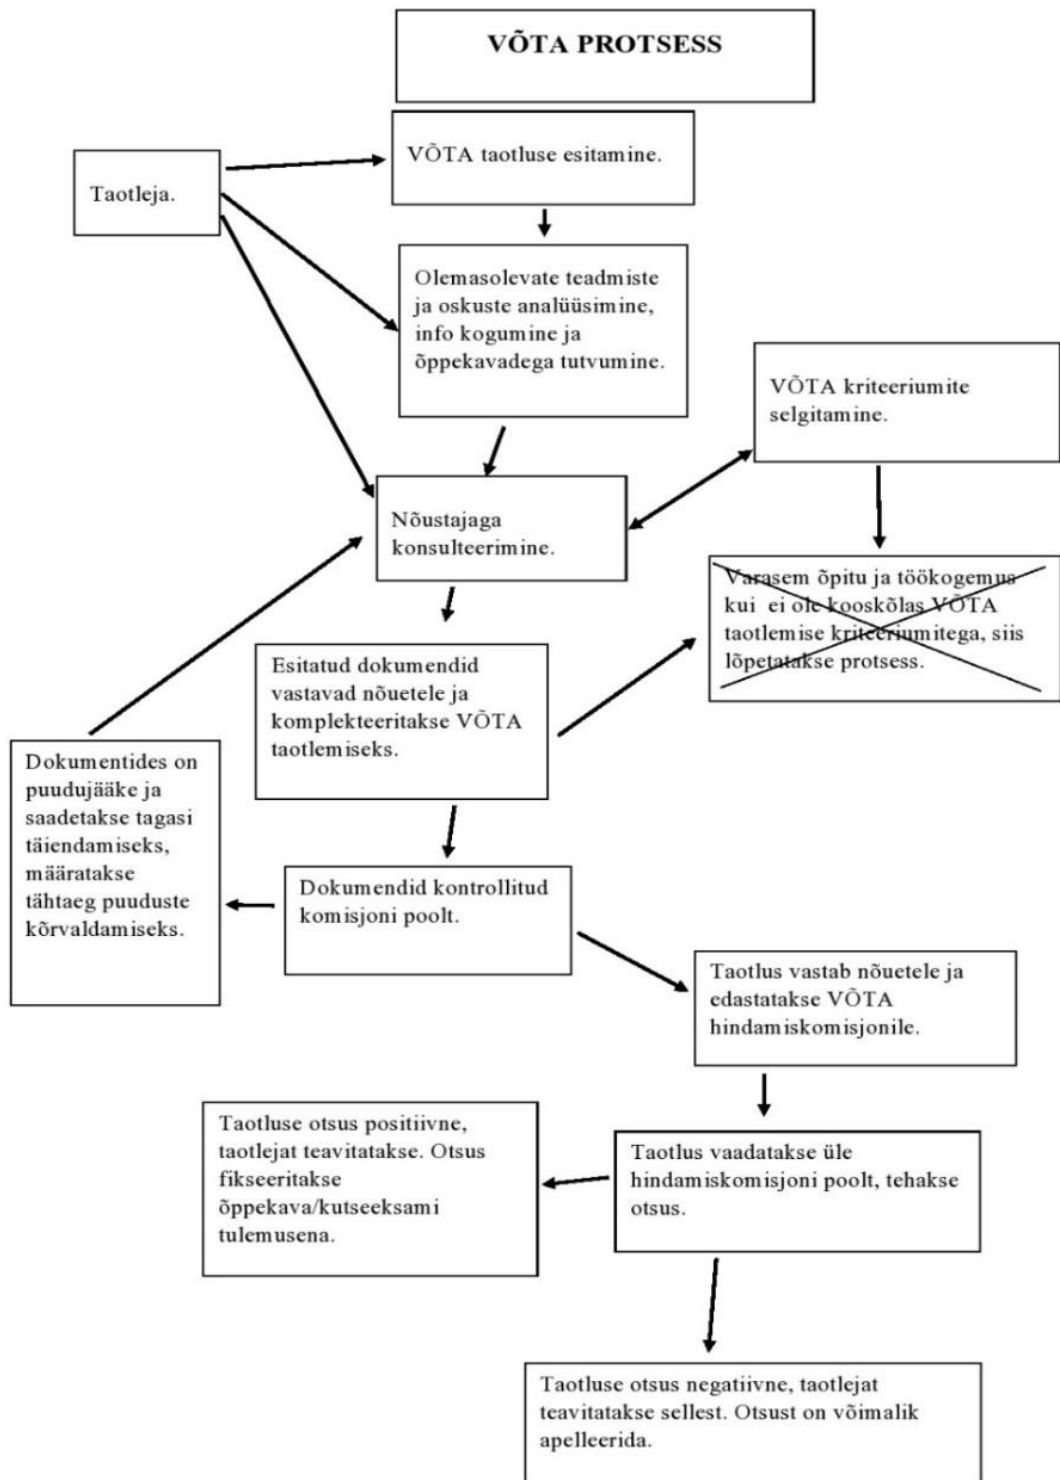 VÕTA PROTSESS
VÕTA taotluse esitamine.
Taotleja.
Olemasolevate teadmiste
ja oskuste analüüsimine,
info kogumine ja
õppekavadega tutvumine.
VÕTA kriteeriumite
selgitamine.
Nõustajaga
konsulteerimine.
Varasem õpitu ja töökogemus
kui ei ole kooskõlas VÕTA
taotlemise kriteeriumitega, siis
lõpetatakse protsess.
Esitatud dokumendid
vastavad nõuetele ja
komplekteeritakse VÕTA
taotlemiseks.
Dokumentides on
puudujääke ja
saadetakse tagasi
täiendamiseks,
määratakse
tähtaeg puuduste
kõrvaldamiseks.
Dokumendid kontrollitud
komisjoni poolt.
Taotlus vastab nõuetele ja
edastatakse VÕTA
hindamiskomisjonile.
Taotluse otsus positiivne,
taotlejat teavitatakse. Otsus
fikseeritakse
õppekava/kutseeksami
tulemusena.
Taotlus vaadatakse üle
hindamiskomisjoni poolt, tehakse
otsus.
Taotluse otsus negatiivne, taotlejat
teavitatakse sellest. Otsust on võimalik
apelleerida.